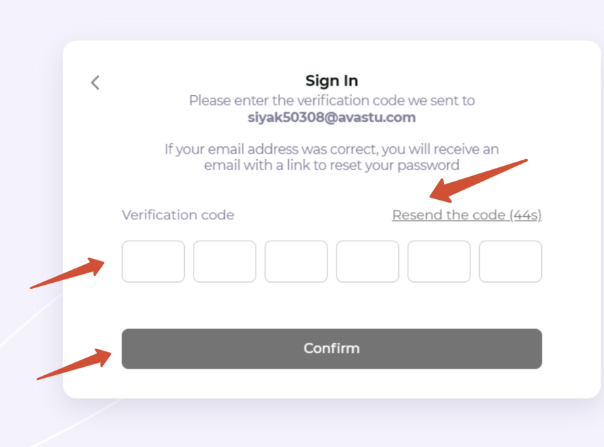 Sign In
Please enter the verification code we sent to
siyak50308@avastu.com
If your email address was correct, you will receive an
email with a link to reset your password
Verification code
Resend the code (44s)
Confirm